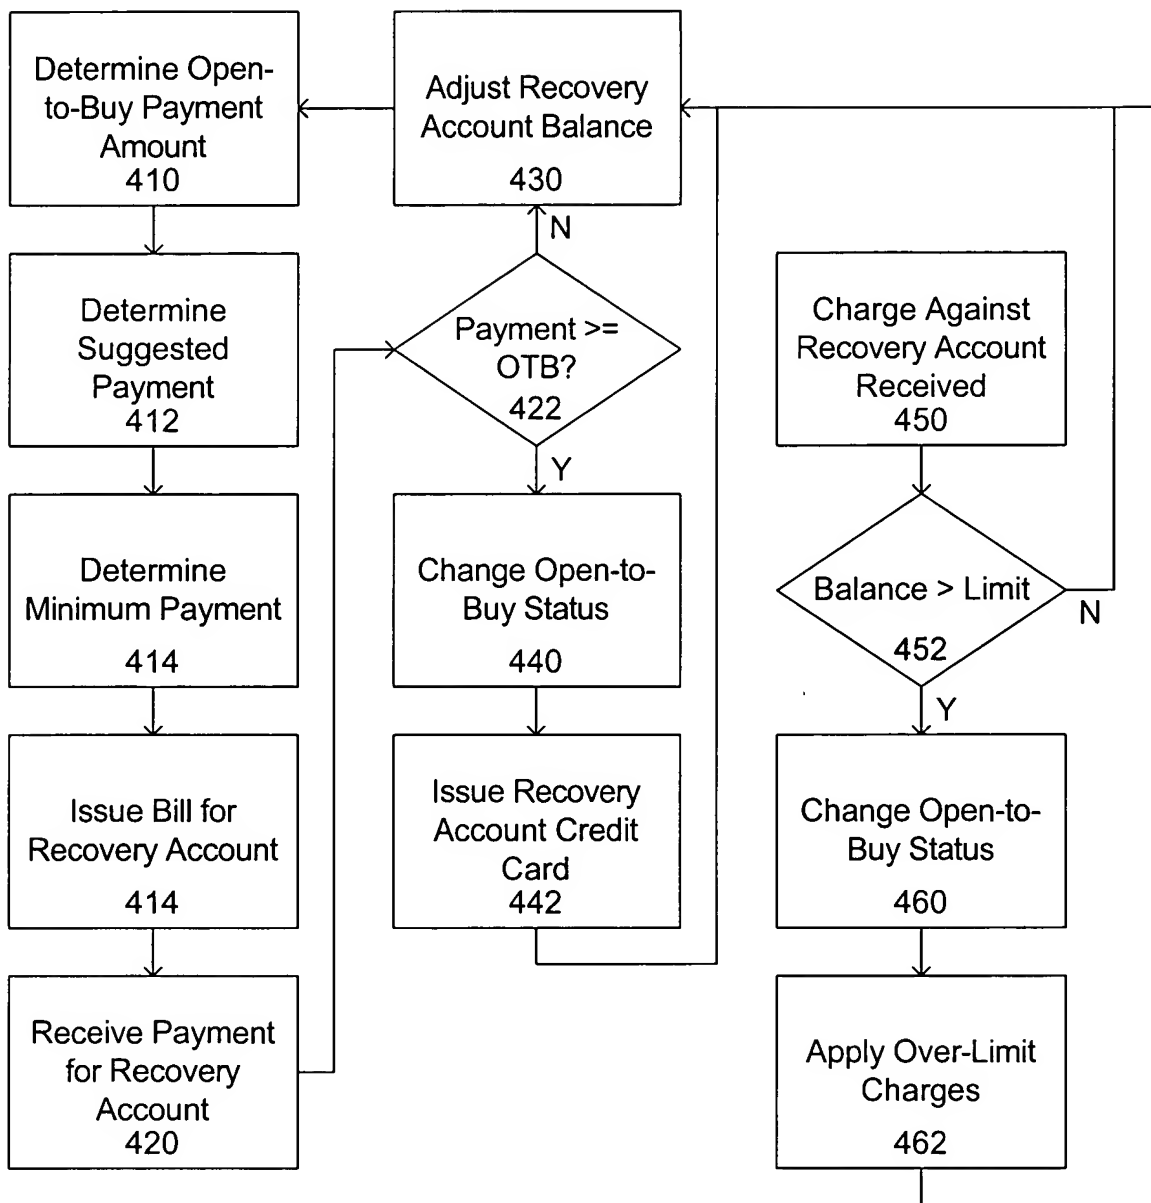 Determine Open-
to-Buy Payment
Amount
410
Adjust Recovery
Account Balance
430
N
Determine
Suggested
Payment
412
Payment >=
OTB?
422
Y
Charge Against
Recovery Account
Received
450
Determine
Minimum Payment
414
Change Open-to-
Buy Status
440
Balance > Limit
452
N
Y
Issue Bill for
Recovery Account
414
Issue Recovery
Account Credit
Card
442
Change Open-to-
Buy Status
460
Receive Payment
for Recovery
Account
420
Apply Over-Limit
Charges
462